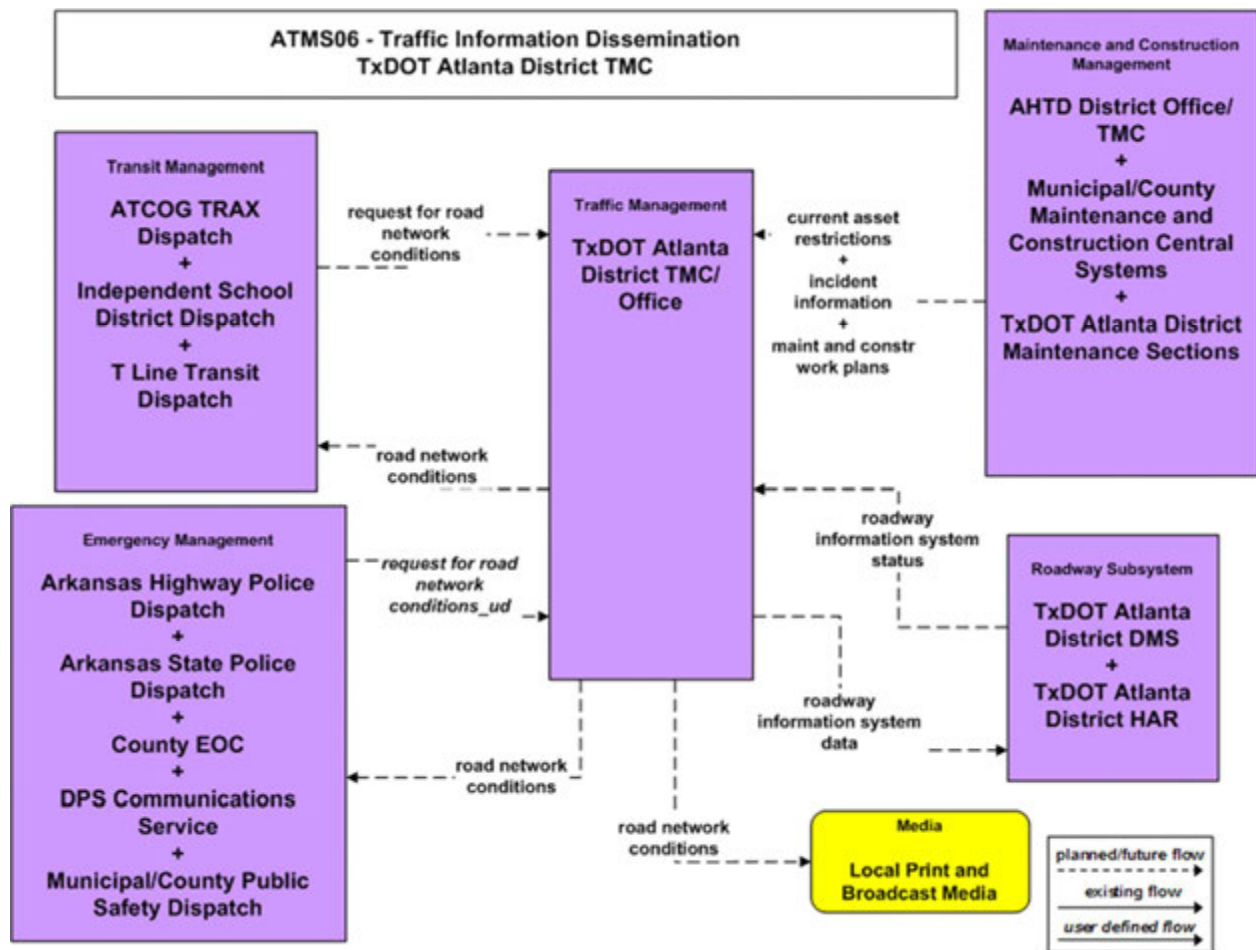 ATMS06 - Traffic Information Dissemination
TxDOT Atlanta District TMC
Maintenance and Construction
Management
AHTD District Office/
TMC
+
Municipal/County
Maintenance and
Construction Central
Systems
+
TxDOT Atlanta District
Maintenance Sections
Transit Management
ATCOG TRAX
Dispatch
+
Independent School
District Dispatch
+
T Line Transit
Dispatch
request for road
network
conditions
Traffic Management
TxDOT Atlanta
District TMC/
Office
current asset
restrictions
+
incident
information
+
maint and constr
work plans
road network
conditions
Emergency Management
Arkansas Highway Police
Dispatch
+
Arkansas State Police
Dispatch
+
County EOC
+
DPS Communications
Service
+
Municipal/County Public
Safety Dispatch
request for road
network
conditions_ud
roadway
information system
status
Roadway Subsystem
TxDOT Atlanta
District DMS
+
TxDOT Atlanta
District HAR
roadway
information system
data
road network
conditions
road network
conditions
Media
Local Print and
Broadcast Media
planned/future flow
existing flow
user defined flow